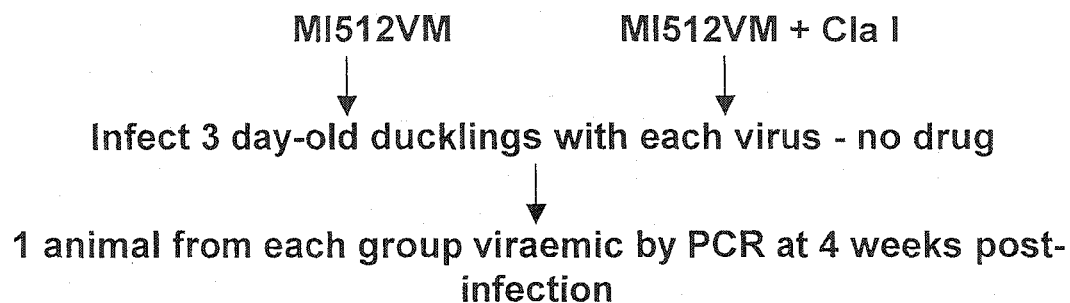 MI512VM MI512VM + Cla I
Infect 3 day-old ducklings with each virus - no drug
1 animal from each group viraemic by PCR at 4 weeks post-
infection